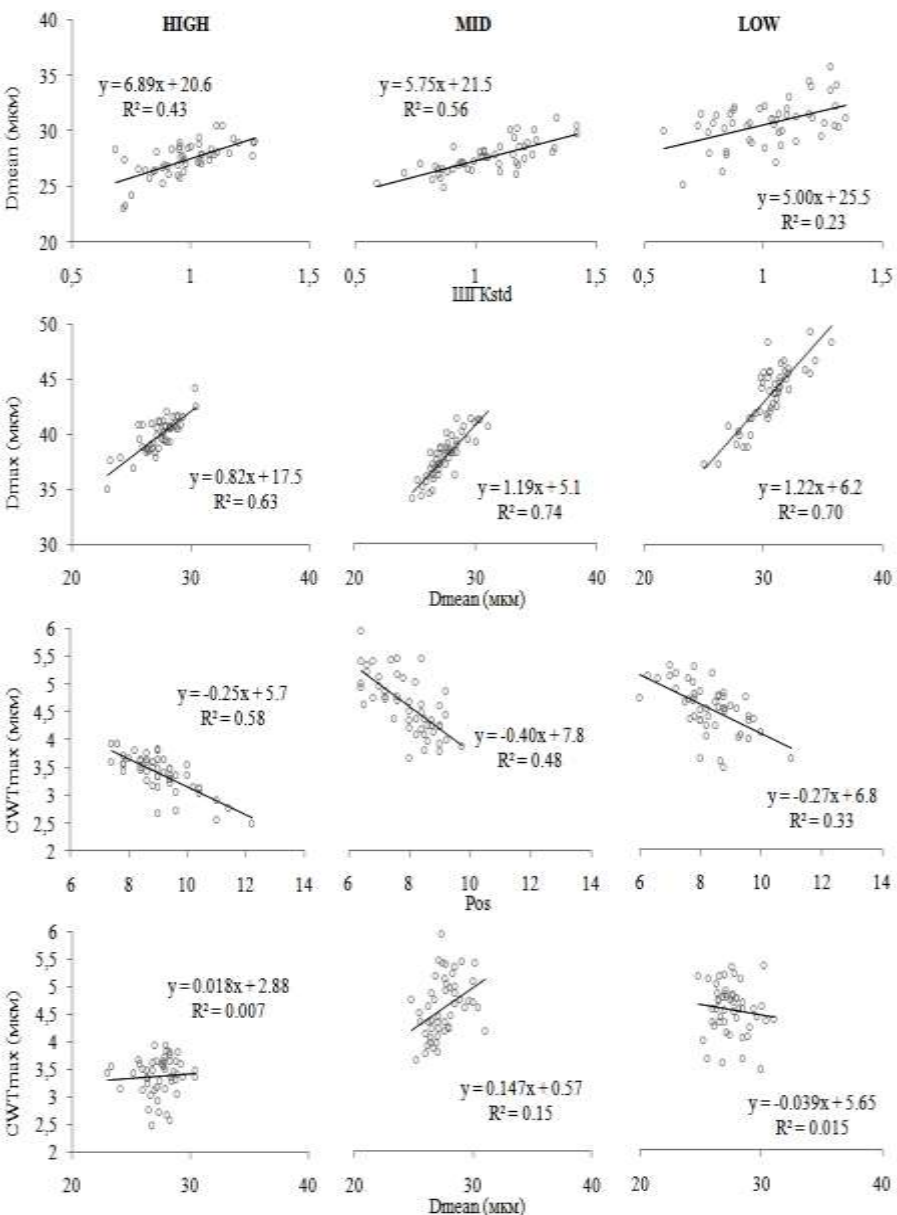 HIGH MID LOW
40
35
30
25
20
Dmean (мкм)
y = 6.89x + 20.6
R² = 0.43
y = 5.75x + 21.5
R² = 0.56
y = 5.00x + 25.5
R² = 0.23
0,5 1 1,5 0,5 1 1,5 0,5 1 1,5
ШГК std
50
45
40
35
30
Dmax (мкм)
y = 0.82x + 17.5
R² = 0.63
y = 1.19x + 5.1
R² = 0.74
y = 1.22x + 6.2
R² = 0.70
20 30 40 20 30 40 20 30 40
Dmean (мкм)
6
5,5
5
4,5
4
3,5
3
2,5
2
CWTmax (мкм)
y = -0.25x + 5.7
R² = 0.58
y = -0.40x + 7.8
R² = 0.48
y = -0.27x + 6.8
R² = 0.33
6 8 10 12 14 6 8 10 12 14 6 8 10 12 14
Pos
6
5,5
5
4,5
4
3,5
3
2,5
2
CWTmax (мкм)
y = 0.018x + 2.88
R² = 0.007
y = 0.147x + 0.57
R² = 0.15
y = -0.039x + 5.65
R² = 0.015
20 30 40 20 30 40 20 30 40
Dmean (мкм)